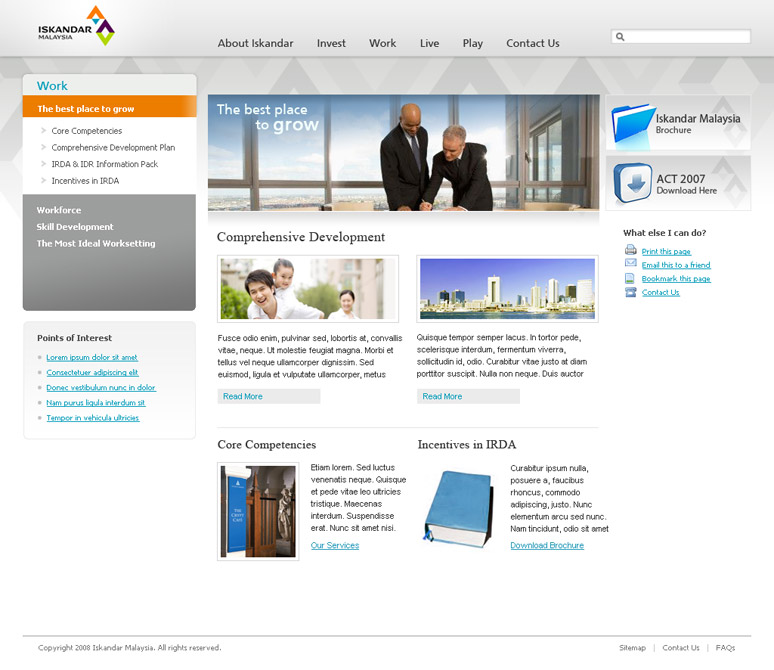 ISKANDAR
MALAYSIA
About Iskandar Invest Work Live Play Contact Us
Work
The best place to grow
Core Competencies
Comprehensive Development Plan
IRDA & IDR Information Pack
Incentives in IRDA
Workforce
Skill Development
The Most Ideal Worksetting
Points of Interest
Lorem ipsum dolor sit amet
Consectetuer adipiscing elit
Donec vestibulum nunc in dolor
Nam purus ligula interdum sit
Tempor in vehicula ultricies
The best place
to grow
Comprehensive Development
Fusce odio enim, pulvinar sed, lobortis at, convallis
vitae, neque. Ut molestie feugiat magna. Morbi et
tellus vel neque ullamcorper dignissim. Sed
euismod, ligula et vulputate ullamcorper, metus
Read More
Quisque tempor semper lacus. In tortor pede,
scelerisque interdum, fermentum viverra,
sollicitudin id, odio. Curabitur vitae justo at diam
porttitor suscipit. Nulla non neque. Duis auctor
Read More
Core Competencies
Etiam lorem. Sed luctus
venenatis neque. Quisque
et pede vitae leo ultricies
tristique. Maecenas
interdum. Suspendisse
erat. Nunc sit amet nisi.
Our Services
Incentives in IRDA
Curabitur ipsum nulla,
posuere a, faucibus
rhoncus, commodo
adipiscing, justo. Nunc
elementum arcu sed nunc.
Nam tincidunt, odio sit amet
Download Brochure
Iskandar Malaysia
Brochure
ACT 2007
Download Here
What else I can do?
Print this page
Email this to a friend
Bookmark this page
Contact Us
Copyright 2008 Iskandar Malaysia. All rights reserved.
Sitemap | Contact Us | FAQs